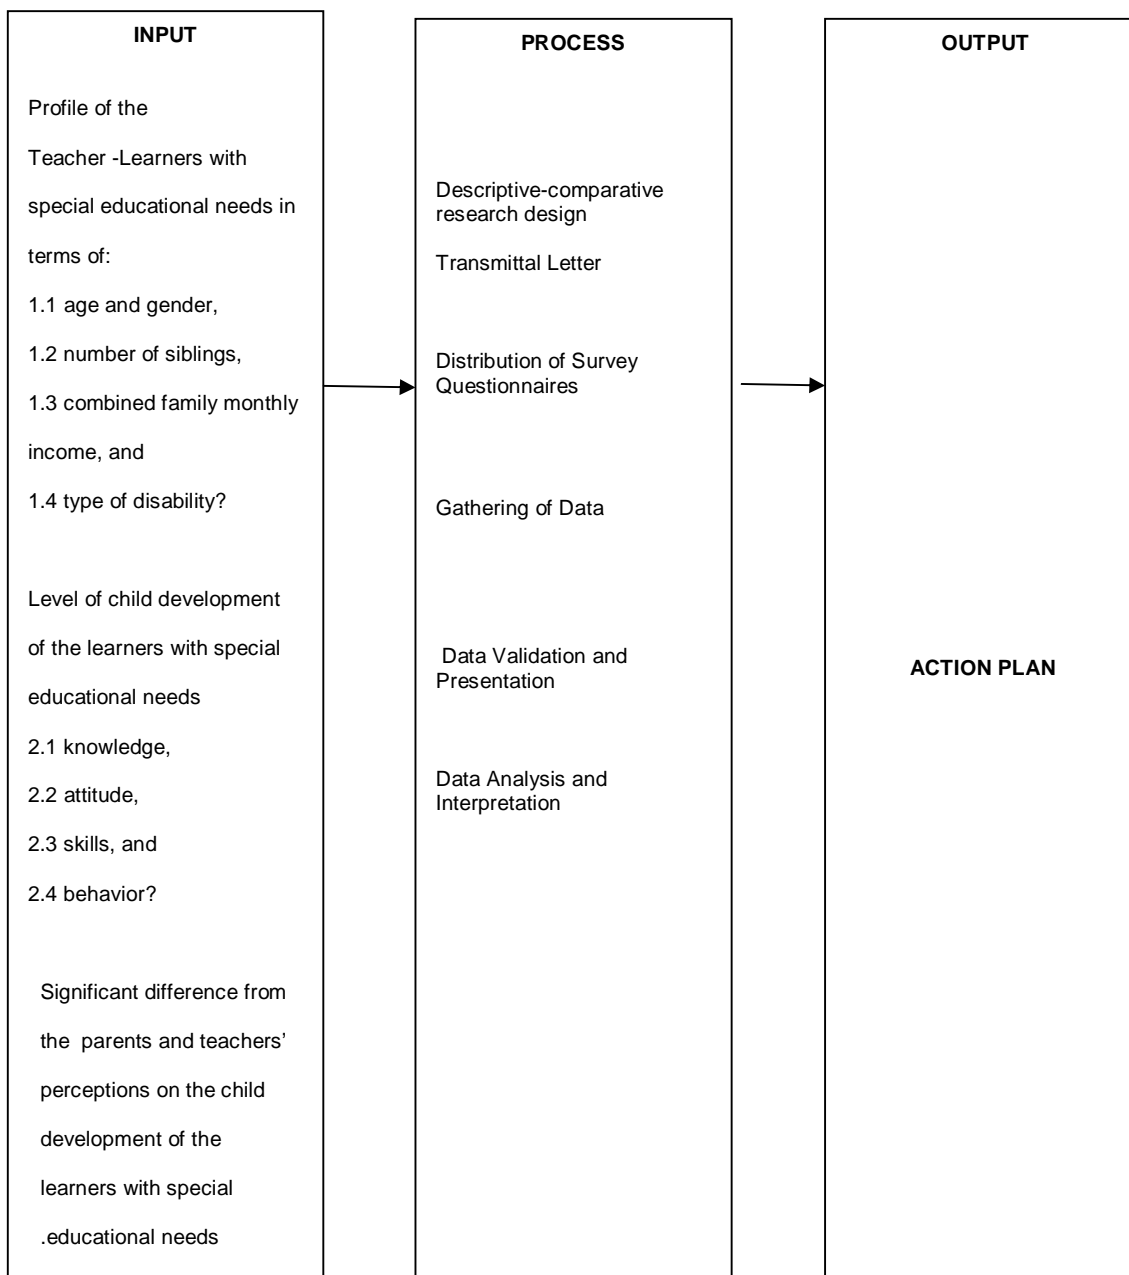 INPUT
Profile of the
Teacher -Learners with
special educational needs in
terms of:
1.1 age and gender,
1.2 number of siblings,
1.3 combined family monthly
income, and
1.4 type of disability?
Level of child development
of the learners with special
educational needs
2.1 knowledge,
2.2 attitude,
2.3 skills, and
2.4 behavior?
Significant difference from
the parents and teachers’
perceptions on the child
development of the
learners with special
.educational needs
PROCESS
Descriptive-comparative
research design
Transmittal Letter
Distribution of Survey
Questionnaires
Gathering of Data
Data Validation and
Presentation
Data Analysis and
Interpretation
OUTPUT
ACTION PLAN